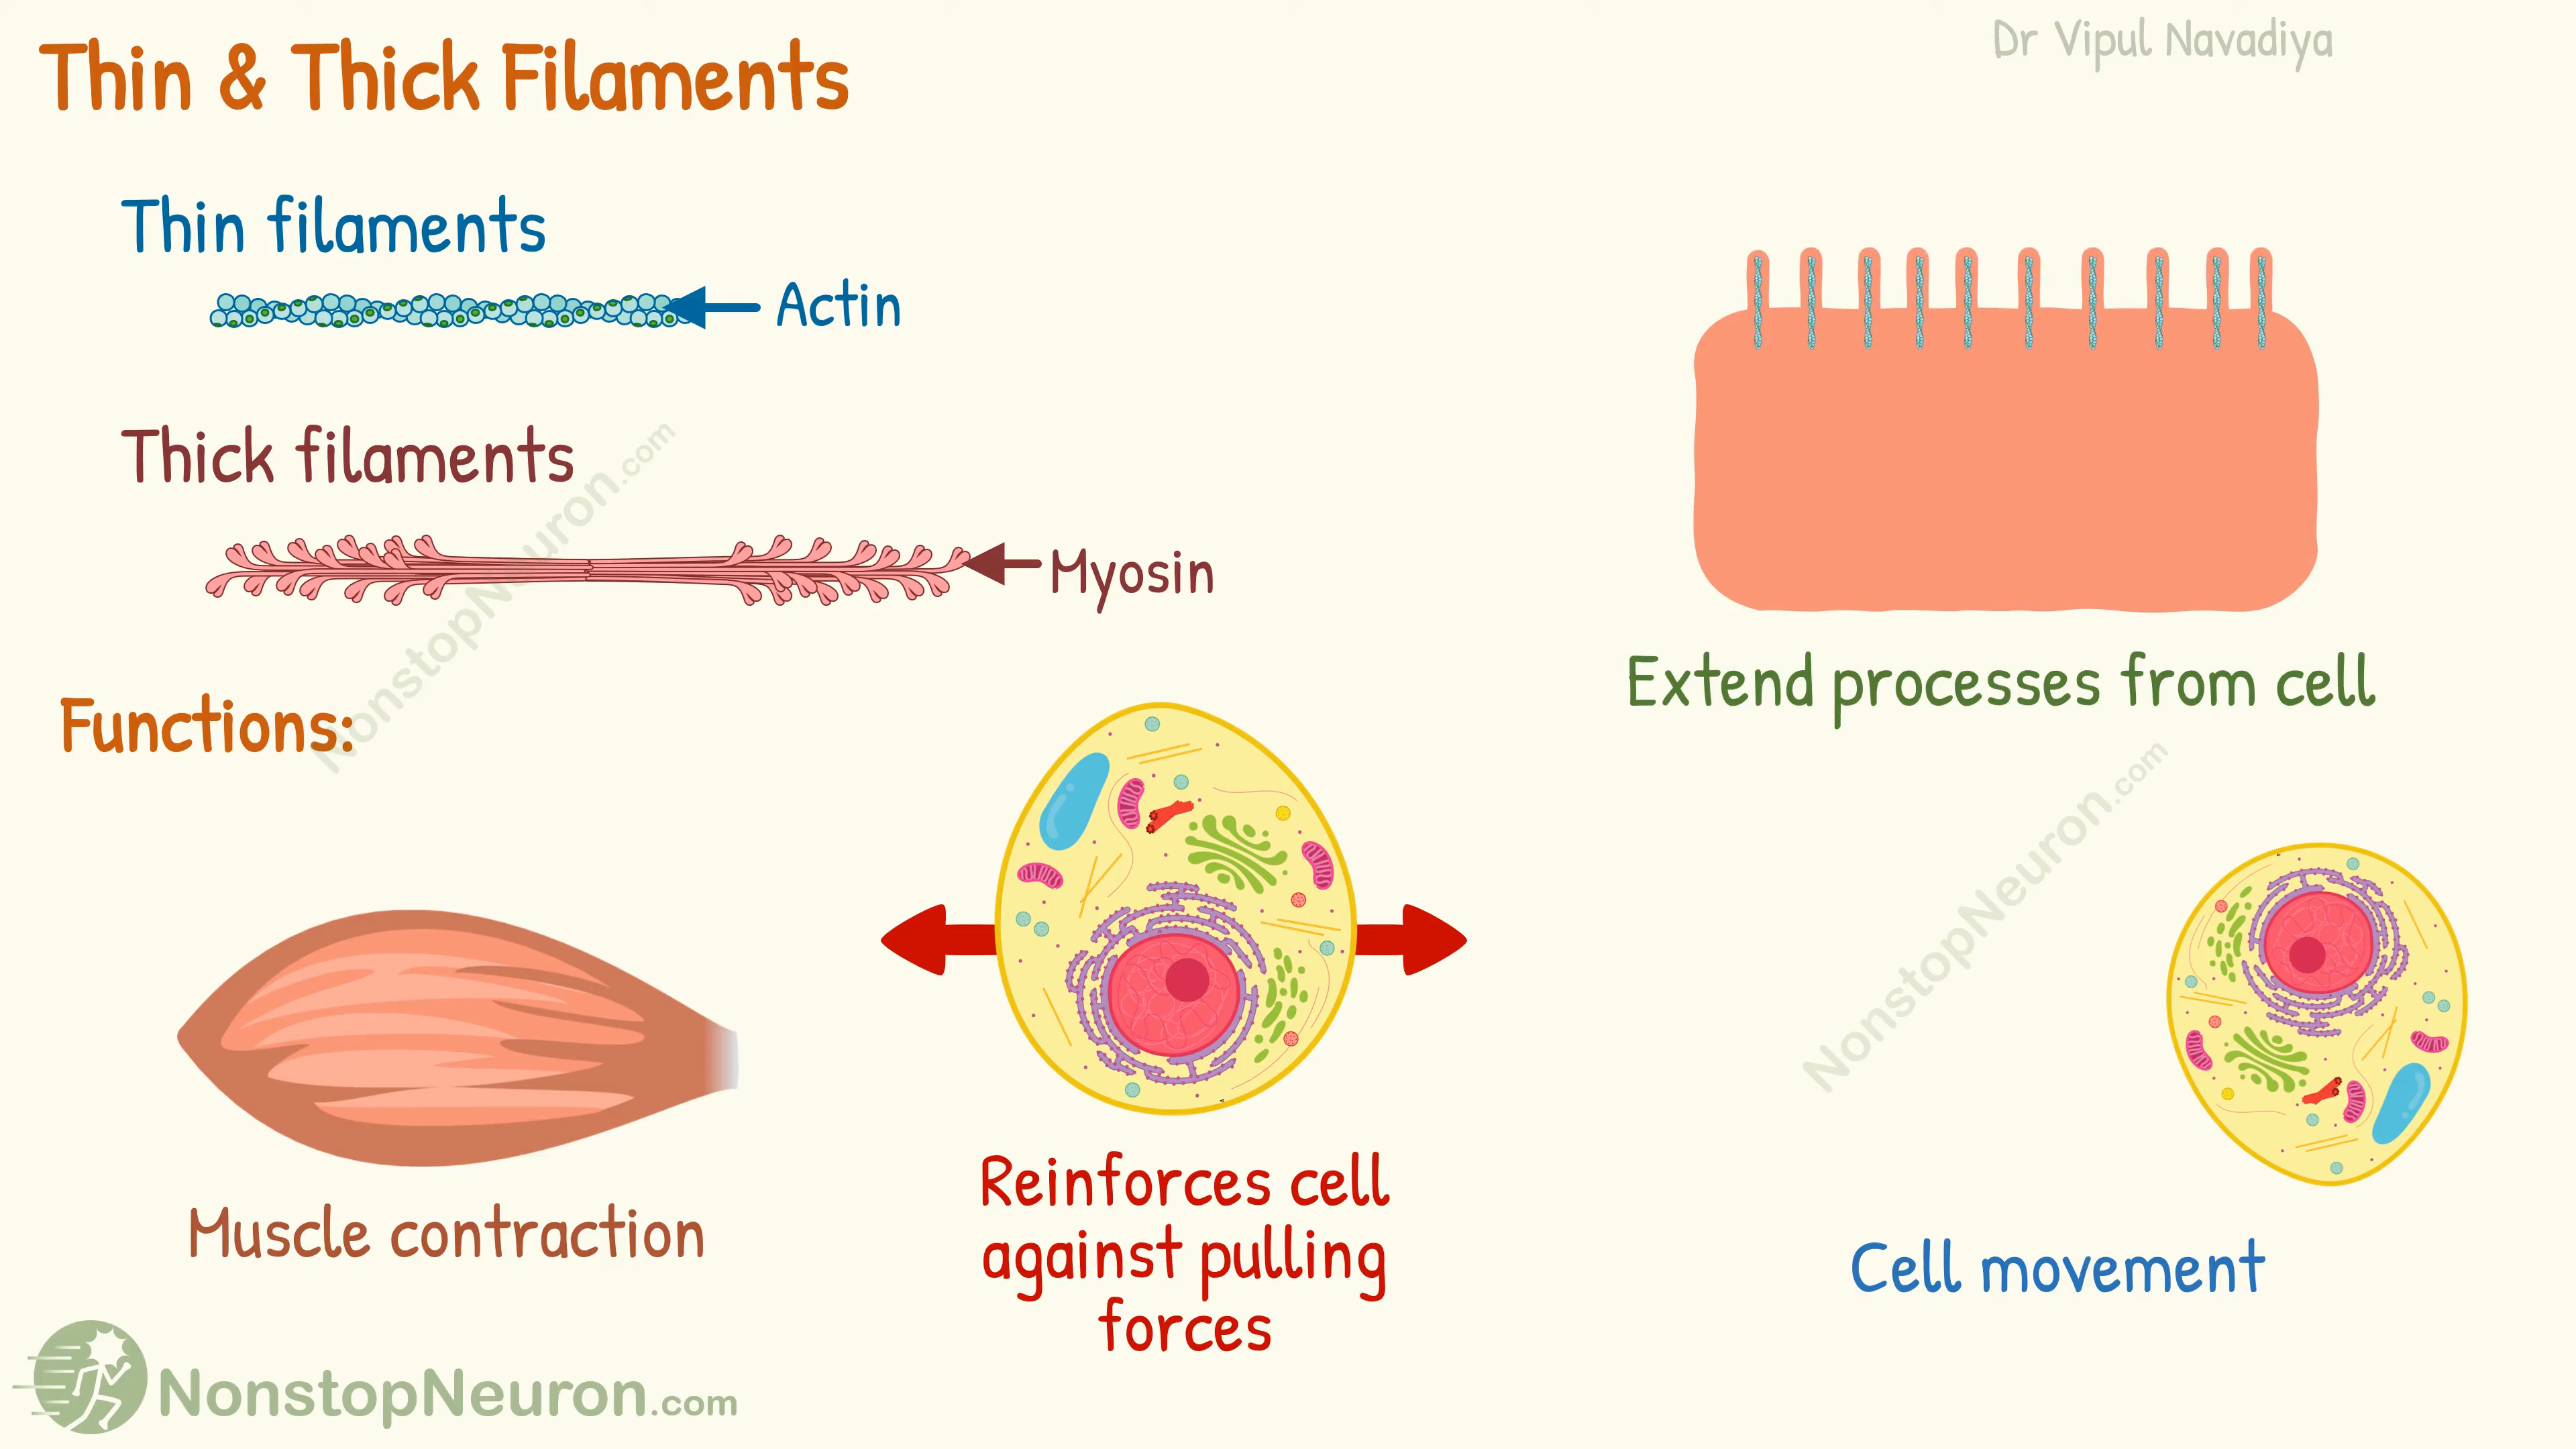 Thin & Thick Filaments
Dr Vipul Navadiya
Thin filaments
Actin
Thick filaments
Myosin
NonstopNeuron.com
Extend processes from cell
Functions:
NonstopNeuron.com
Muscle contraction
Reinforces cell
against pulling
forces
Cell movement
NonstopNeuron.com